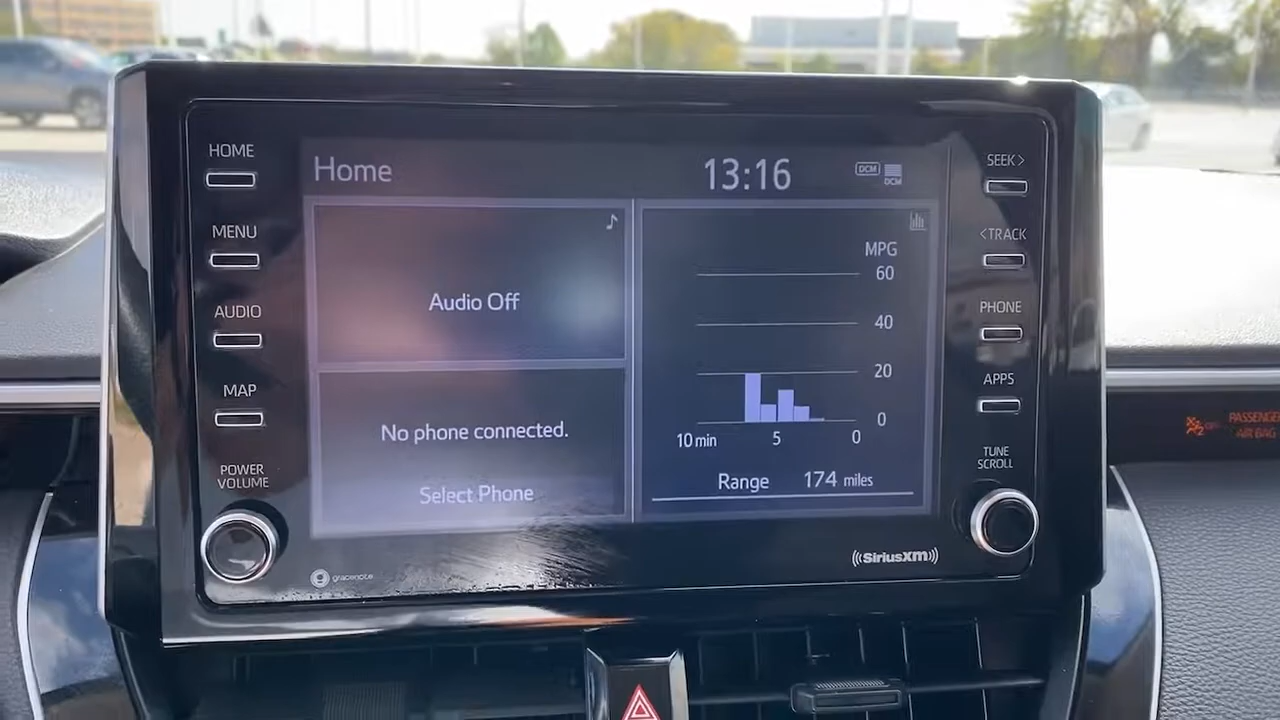 HOME
MENU
AUDIO
MAP
POWER
VOLUME
Home
13:16
DCM
DCM
Audio Off
No phone connected.
Select Phone
MPG
60
40
20
0
10 min 5 0
Range 174 miles
gracenote
((SiriusXM))
SEEK >
< TRACK
PHONE
APPS
TUNE
SCROLL
PASSENGER
AIR BAG